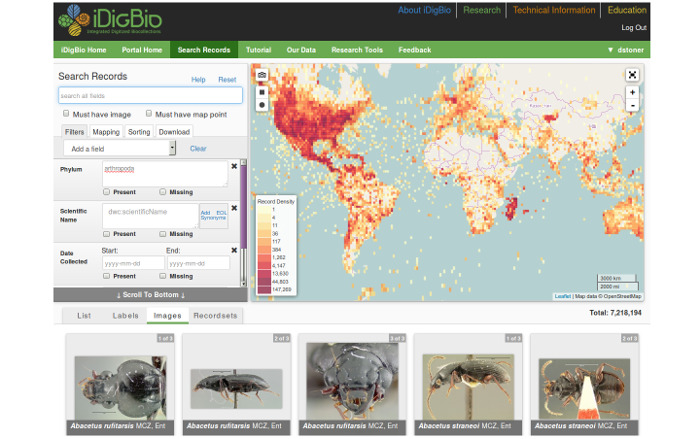 iDigBio
Integrated Digitized Biocollections
About iDigBio
Research
Technical Information
Education
Log Out
iDigBio Home
Portal Home
Search Records
Tutorial
Our Data
Research Tools
Feedback
▼ dstoner
Search Records
Help
Reset
search all fields
Must have image
Must have map point
Filters
Mapping
Sorting
Download
Add a field
Clear
Phylum
arthropoda
Present
Missing
Scientific
Name
dwc:scientificName
Add EOL
Synonyms
Present
Missing
Date
Collected
Start:
End:
yyyy-mm-dd
yyyy-mm-dd
Present
Missing
↓ Scroll To Bottom ↓
+
-
Record Density
1
4
11
36
117
384
1,262
4,147
13,630
44,803
147,269
3000 km
2000 mi
Leaflet | Map data © OpenStreetMap
List
Labels
Images
Recordsets
Total: 7,218,194
1 of 3
Abacetus rufitarsis MCZ, Ent
2 of 3
Abacetus rufitarsis MCZ, Ent
3 of 3
Abacetus rufitarsis MCZ, Ent
1 of 3
Abacetus straneoi MCZ, Ent
2 of 3
Abacetus straneoi MCZ, Ent